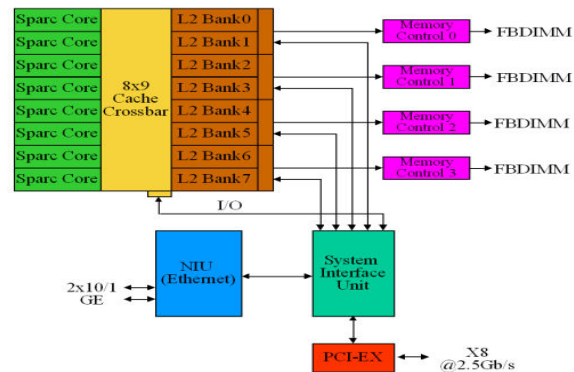 Sparc Core
Sparc Core
Sparc Core
Sparc Core
Sparc Core
Sparc Core
Sparc Core
Sparc Core
8x9
Cache
Crossbar
L2 Bank0
L2 Bank1
L2 Bank2
L2 Bank3
L2 Bank4
L2 Bank5
L2 Bank6
L2 Bank7
Memory
Control 0
FBDIMM
Memory
Control 1
FBDIMM
Memory
Control 2
FBDIMM
Memory
Control 3
FBDIMM
I/O
NIU
(Ethernet)
System
Interface
Unit
2x10/1
GE
PCI-EX
X8
@2.5Gb/s